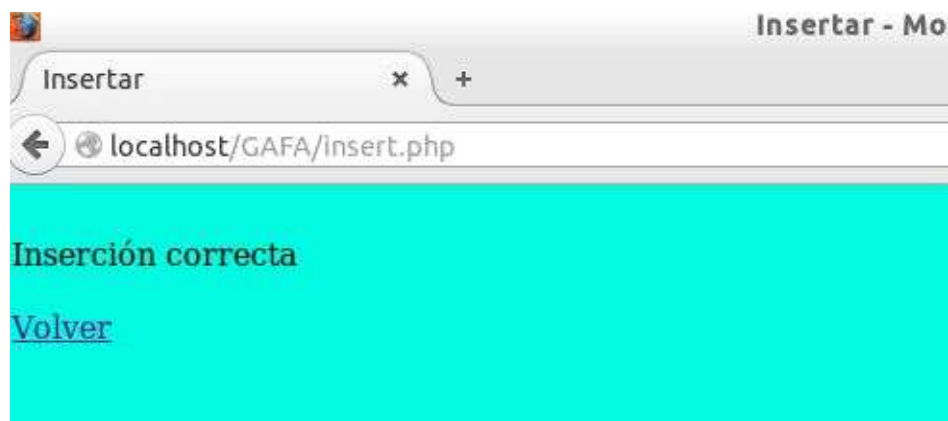 Insertar - Mo
Insertar × +
localhost/GAFA/insert.php
Inserción correcta
Volver